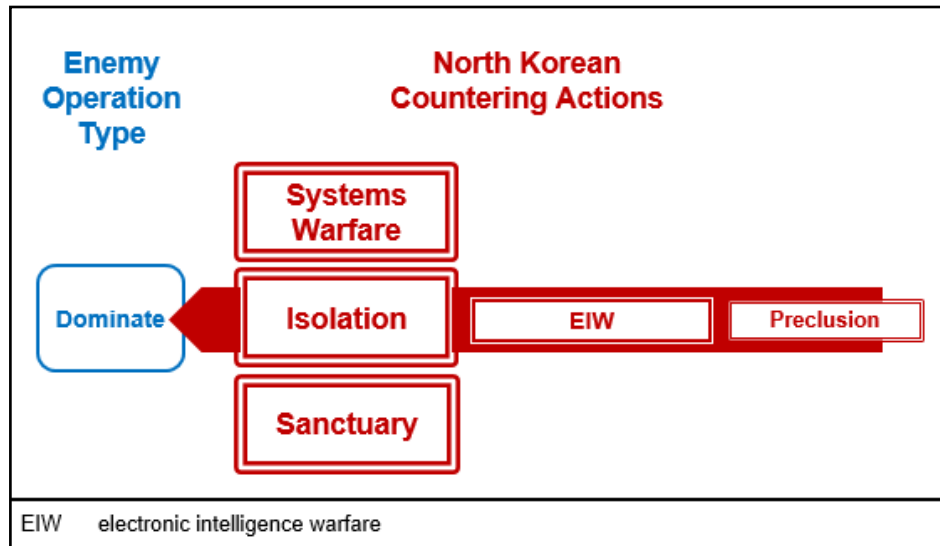 Enemy
Operation
Type
North Korean
Countering Actions
Systems
Warfare
Dominate
Isolation
EIW
Preclusion
Sanctuary
EIW electronic intelligence warfare